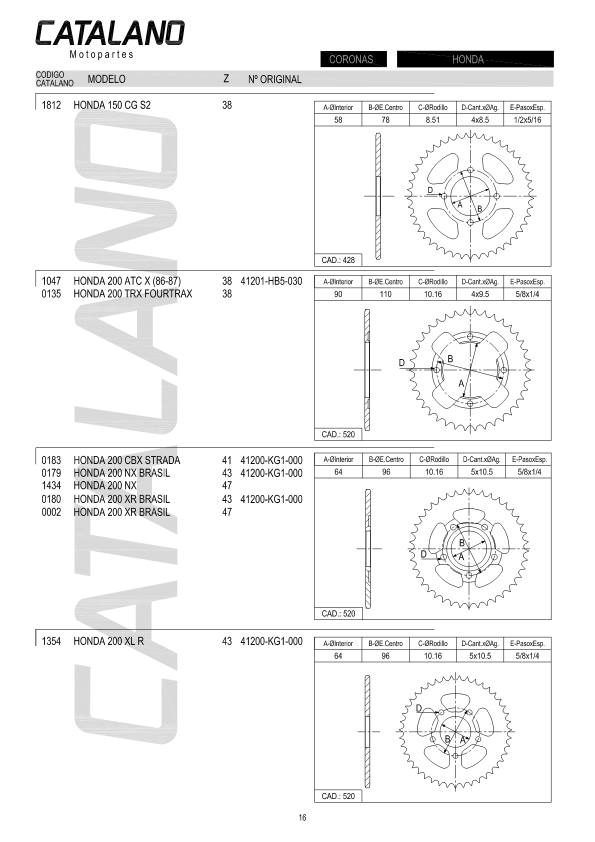 CATALANO
Motopartes
CORONAS HONDA
CODIGO CATALANO MODELO Z Nº ORIGINAL
1812 HONDA 150 CG S2 38
A-ØInterior B-ØE.Centro C-ØRodillo D-Cant.xØAg. E-PasoxEsp.
58 78 8.51 4x8.5 1/2x5/16
D
A
B
CAD.: 428
1047 HONDA 200 ATC X (86-87) 38 41201-HB5-030
0135 HONDA 200 TRX FOURTRAX 38
A-ØInterior B-ØE.Centro C-ØRodillo D-Cant.xØAg. E-PasoxEsp.
90 110 10.16 4x9.5 5/8x1/4
D
B
A
CAD.: 520
0183 HONDA 200 CBX STRADA 41 41200-KG1-000
0179 HONDA 200 NX BRASIL 43 41200-KG1-000
1434 HONDA 200 NX 47
0180 HONDA 200 XR BRASIL 43 41200-KG1-000
0002 HONDA 200 XR BRASIL 47
A-ØInterior B-ØE.Centro C-ØRodillo D-Cant.xØAg. E-PasoxEsp.
64 96 10.16 5x10.5 5/8x1/4
B
D
A
CAD.: 520
1354 HONDA 200 XL R 43 41200-KG1-000
A-ØInterior B-ØE.Centro C-ØRodillo D-Cant.xØAg. E-PasoxEsp.
64 96 10.16 5x10.5 5/8x1/4
D
B A
CAD.: 520
CATALANO
CATALANO
16